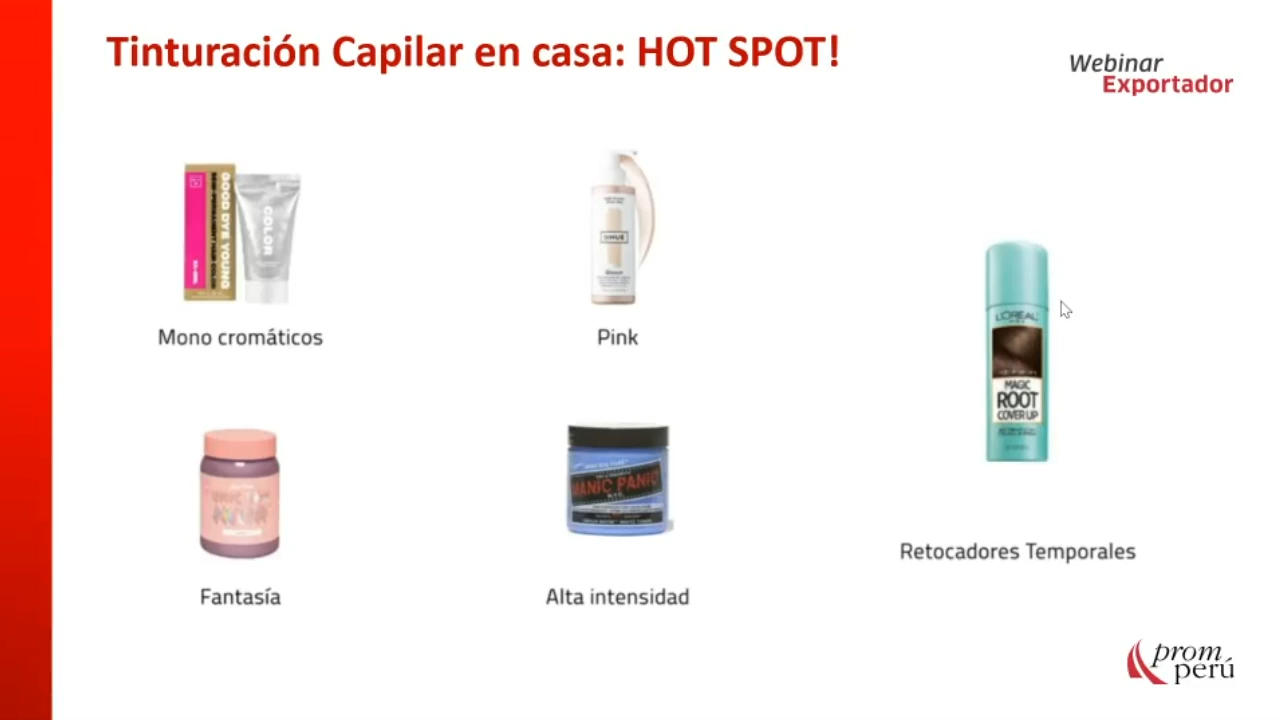 Tinturación Capilar en casa: HOT SPOT!
Webinar
Exportador
GOOD DYE YOUNG
COLOR
Mono cromáticos
dpHUE
Gloss+
Pink
L'ORÉAL
MAGIC
ROOT
COVER UP
Fantasía
MANIC PANIC
N.Y.C.
Alta intensidad
Retocadores Temporales
prom
perú